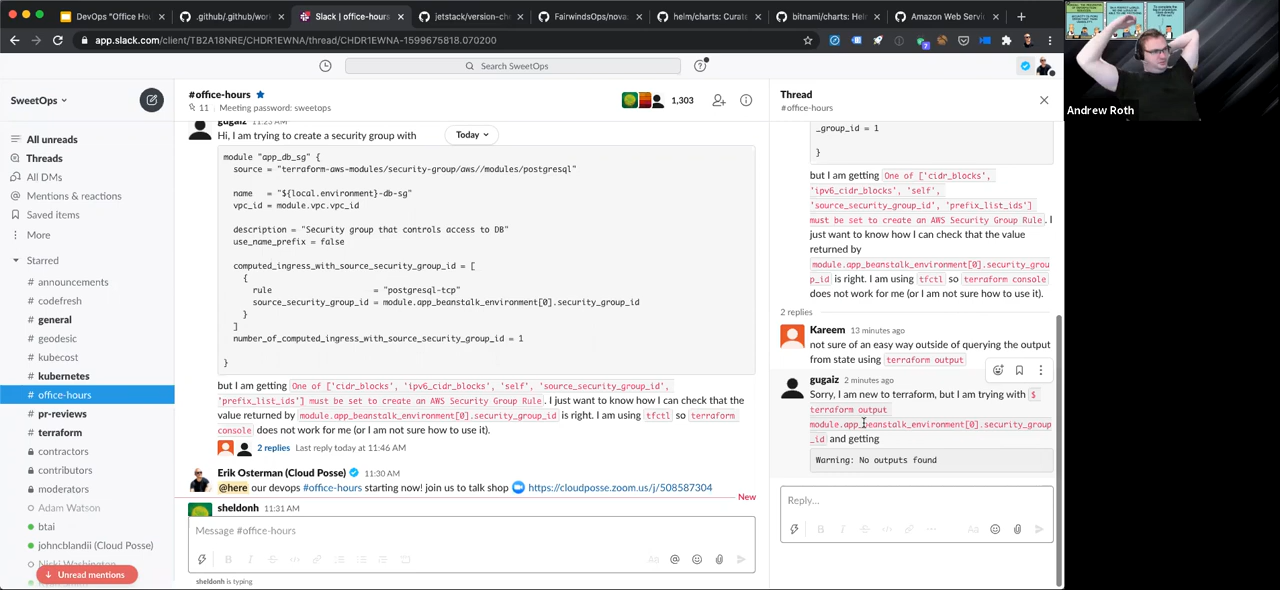 DevOps "Office Ho
.github/.github/work
Slack | office-hours
jetstack/version-ch
FairwindsOps/nova
helm/charts: Curate
bitnami/charts: Hel
Amazon Web Servi
app.slack.com/client/TB2A18NRE/CHDR1EWNA/thread/CHDR1EWNA-1599675818.070200
Search SweetOps
SweetOps
All unreads
Threads
All DMs
Mentions & reactions
Saved items
More
Starred
# announcements
# codefresh
# general
# geodesic
# kubecost
# kubernetes
# office-hours
# pr-reviews
# terraform
contractors
contributors
moderators
Adam Watson
btai
johncblandii (Cloud Posse)
Nicki Washington
Unread mentions
#office-hours
11 | Meeting password: sweetops
1,303
gugaiz 11:23 AM
Today
Hi, I am trying to create a security group with
module "app_db_sg" {
source = "terraform-aws-modules/security-group/aws//modules/postgresql"
name = "${local.environment}-db-sg"
vpc_id = module.vpc.vpc_id
description = "Security group that controls access to DB"
use_name_prefix = false
computed_ingress_with_source_security_group_id = [
{
rule = "postgresql-tcp"
source_security_group_id = module.app_beanstalk_environment[0].security_group_id
}
]
number_of_computed_ingress_with_source_security_group_id = 1
}
but I am getting One of ['cidr_blocks', 'ipv6_cidr_blocks', 'self', 'source_security_group_id',
'prefix_list_ids'] must be set to create an AWS Security Group Rule. I just want to know how I can check that the
value returned by module.app_beanstalk_environment[0].security_group_id is right. I am using tfctl so terraform
console does not work for me (or I am not sure how to use it).
2 replies Last reply today at 11:46 AM
Erik Osterman (Cloud Posse) 11:30 AM
@here our devops #office-hours starting now! join us to talk shop https://cloudposse.zoom.us/j/508587304
New
sheldonh 11:31 AM
Message #office-hours
sheldonh is typing
Thread
#office-hours
_group_id = 1
}
but I am getting One of ['cidr_blocks',
'ipv6_cidr_blocks', 'self',
'source_security_group_id', 'prefix_list_ids']
must be set to create an AWS Security Group Rule. I
just want to know how I can check that the value
returned by
module.app_beanstalk_environment[0].security_grou
p_id is right. I am using tfctl so terraform console
does not work for me (or I am not sure how to use it).
2 replies
Kareem 13 minutes ago
not sure of an easy way outside of querying the output
from state using terraform output
gugaiz 2 minutes ago
Sorry, I am new to terraform, but I am trying with $
terraform output
module.app_beanstalk_environment[0].security_group
_id and getting
Warning: No outputs found
Reply...
Andrew Roth